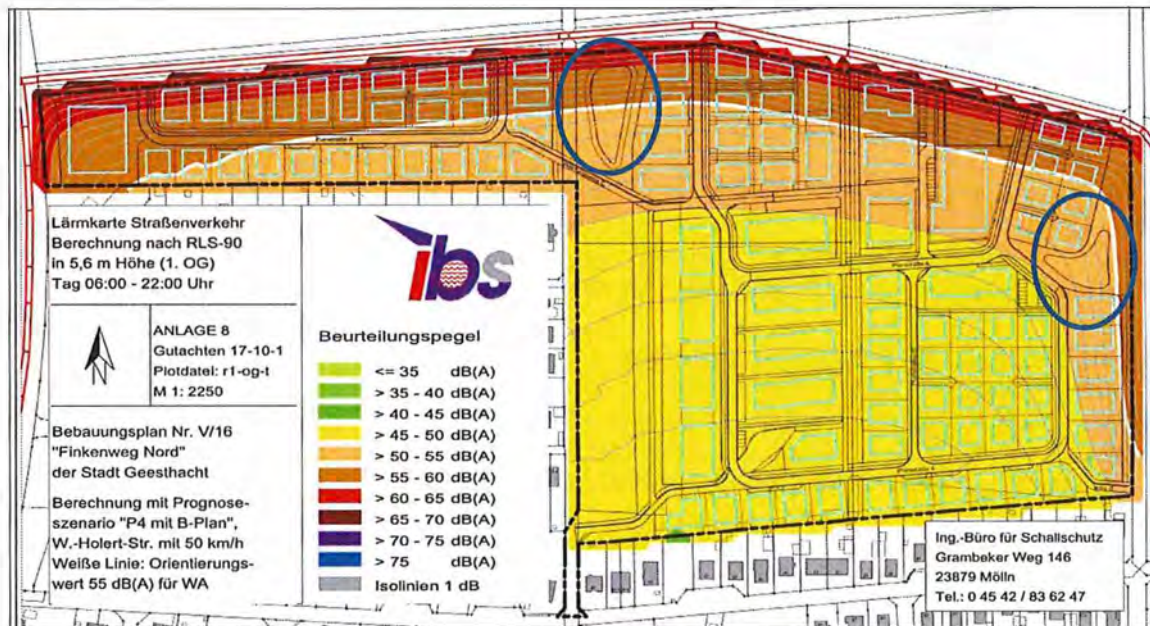 Lärmkarte Straßenverkehr
Berechnung nach RLS-90
in 5,6 m Höhe (1. OG)
Tag 06:00 - 22:00 Uhr
ANLAGE 8
Gutachten 17-10-1
Plotdatei: r1-og-t
M 1: 2250
Bebauungsplan Nr. V/16
"Finkenweg Nord"
der Stadt Geesthacht
Berechnung mit Prognose-
szenario "P4 mit B-Plan",
W.-Holert-Str. mit 50 km/h
Weiße Linie: Orientierungs-
wert 55 dB(A) für WA
ibs
Beurteilungspegel
<= 35 dB(A)
> 35 - 40 dB(A)
> 40 - 45 dB(A)
> 45 - 50 dB(A)
> 50 - 55 dB(A)
> 55 - 60 dB(A)
> 60 - 65 dB(A)
> 65 - 70 dB(A)
> 70 - 75 dB(A)
> 75 dB(A)
Isolinien 1 dB
Ing.-Büro für Schallschutz
Grambeker Weg 146
23879 Mölln
Tel.: 0 45 42 / 83 62 47